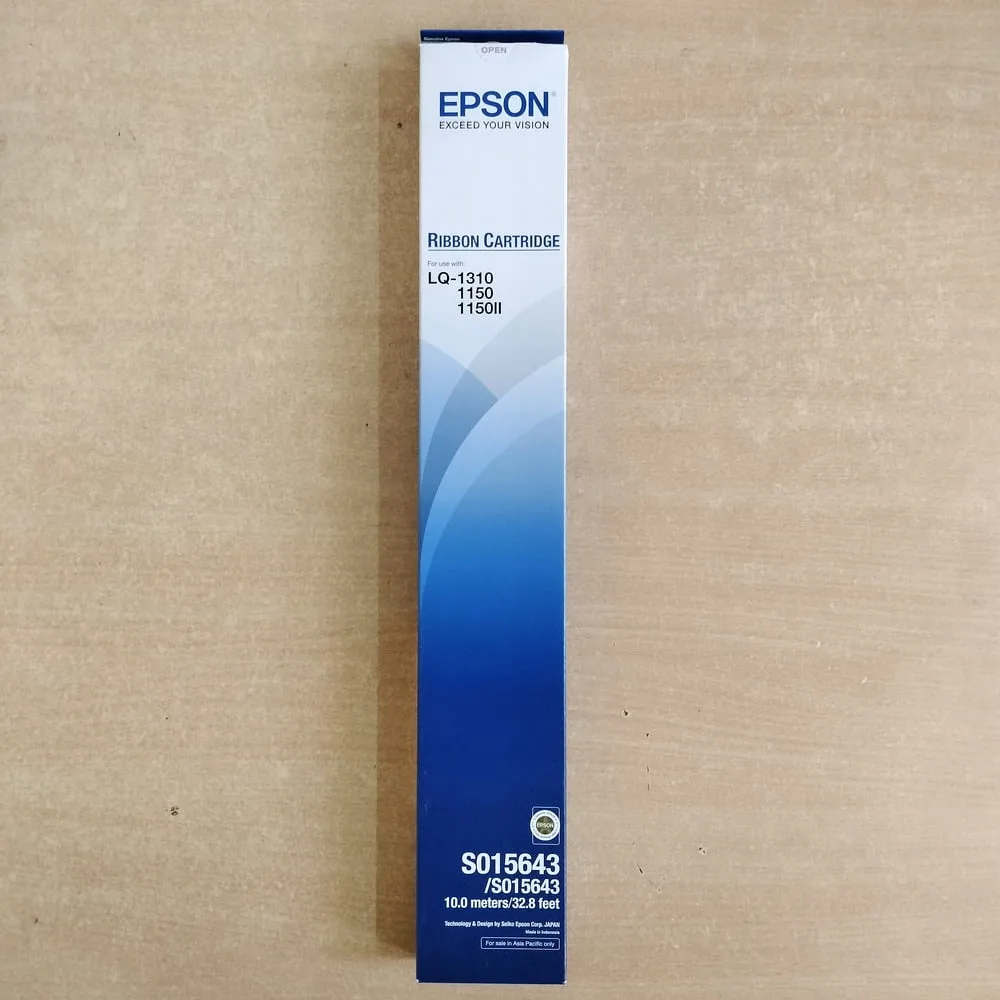 Genuine Epson
OPEN
EPSON®
EXCEED YOUR VISION
RIBBON CARTRIDGE
For use with:
LQ-1310
1150
1150II
EPSON
S015643
/S015643
10.0 meters/32.8 feet
Technology & Design by Seiko Epson Corp. JAPAN
Made in Indonesia
For sale in Asia Pacific only